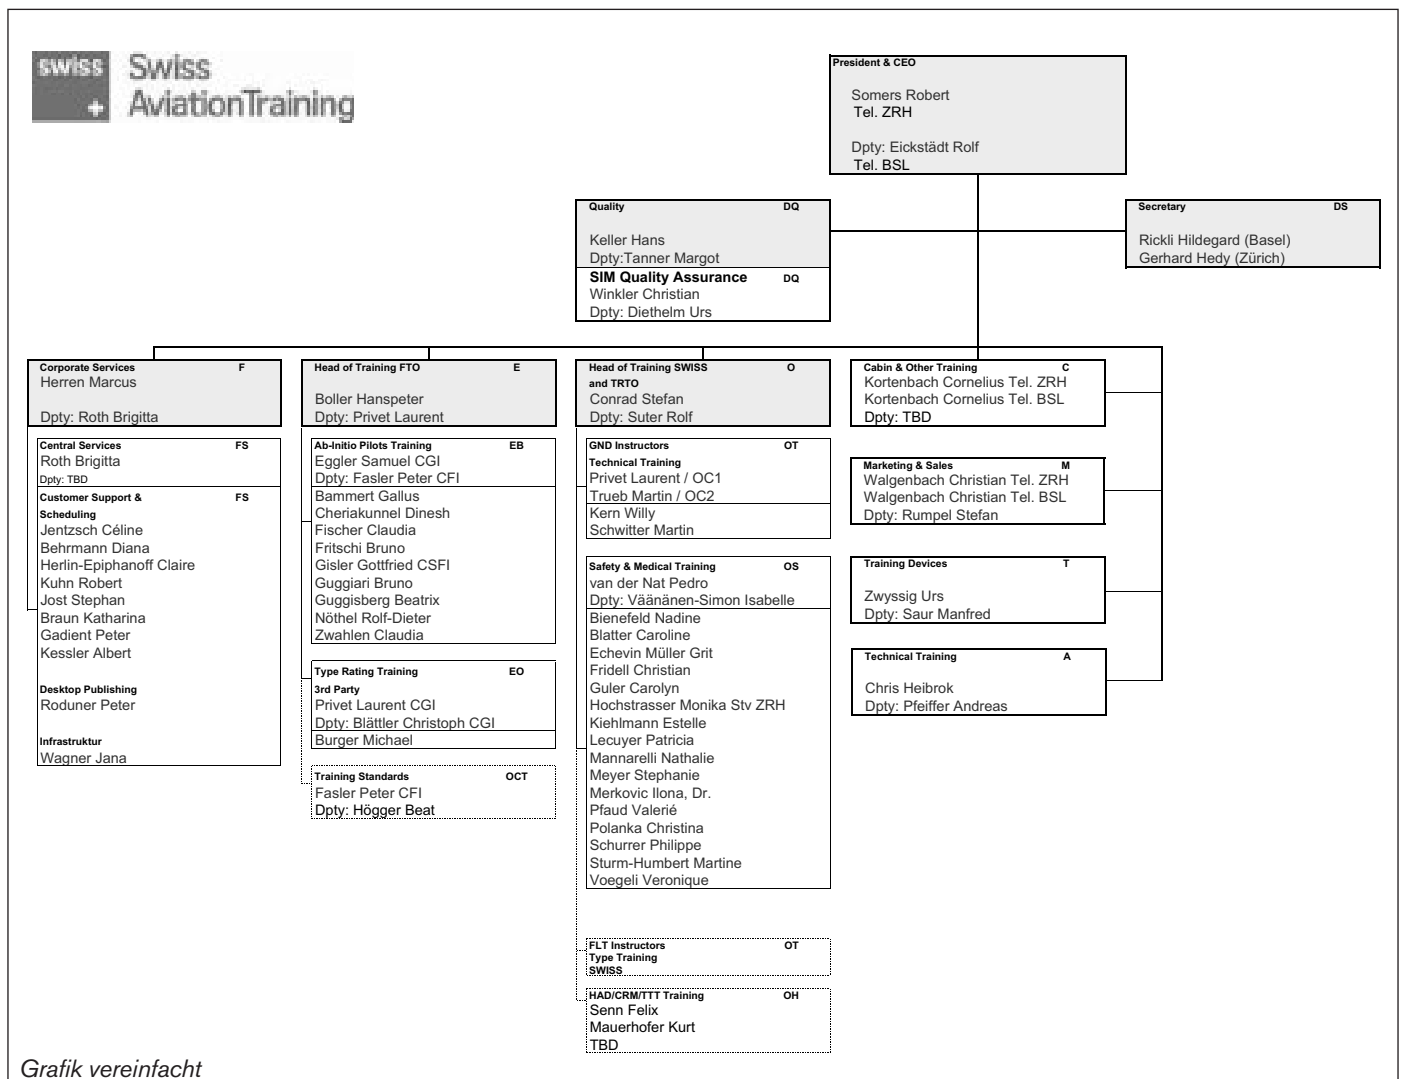 swiss
Swiss
AviationTraining
President & CEO
Somers Robert
Tel. ZRH
Dpty: Eickstädt Rolf
Tel. BSL
Quality DQ
Keller Hans
Dpty:Tanner Margot
SIM Quality Assurance DQ
Winkler Christian
Dpty: Diethelm Urs
Secretary DS
Rickli Hildegard (Basel)
Gerhard Hedy (Zürich)
Corporate Services F
Herren Marcus
Dpty: Roth Brigitta
Central Services FS
Roth Brigitta
Dpty: TBD
Customer Support & FS
Scheduling
Jentzsch Céline
Behrmann Diana
Herlin-Epiphanoff Claire
Kuhn Robert
Jost Stephan
Braun Katharina
Gadient Peter
Kessler Albert
Desktop Publishing
Roduner Peter
Infrastruktur
Wagner Jana
Head of Training FTO E
Boller Hanspeter
Dpty: Privet Laurent
Ab-Initio Pilots Training EB
Eggler Samuel CGI
Dpty: Fasler Peter CFI
Bammert Gallus
Cheriakunnel Dinesh
Fischer Claudia
Fritschi Bruno
Gisler Gottfried CSFI
Guggiari Bruno
Guggisberg Beatrix
Nöthel Rolf-Dieter
Zwahlen Claudia
Type Rating Training EO
3rd Party
Privet Laurent CGI
Dpty: Blättler Christoph CGI
Burger Michael
Training Standards OCT
Fasler Peter CFI
Dpty: Högger Beat
Head of Training SWISS O
and TRTO
Conrad Stefan
Dpty: Suter Rolf
GND Instructors OT
Technical Training
Privet Laurent / OC1
Trueb Martin / OC2
Kern Willy
Schwitter Martin
Safety & Medical Training OS
van der Nat Pedro
Dpty: Väänänen-Simon Isabelle
Bienefeld Nadine
Blatter Caroline
Echevin Müller Grit
Fridell Christian
Guler Carolyn
Hochstrasser Monika Stv ZRH
Kiehlmann Estelle
Lecuyer Patricia
Mannarelli Nathalie
Meyer Stephanie
Merkovic Ilona, Dr.
Pfaud Valerié
Polanka Christina
Schurrer Philippe
Sturm-Humbert Martine
Voegeli Veronique
FLT Instructors OT
Type Training
SWISS
HAD/CRM/TTT Training OH
Senn Felix
Mauerhofer Kurt
TBD
Cabin & Other Training C
Kortenbach Cornelius Tel. ZRH
Kortenbach Cornelius Tel. BSL
Dpty: TBD
Marketing & Sales M
Walgenbach Christian Tel. ZRH
Walgenbach Christian Tel. BSL
Dpty: Rumpel Stefan
Training Devices T
Zwyssig Urs
Dpty: Saur Manfred
Technical Training A
Chris Heibrok
Dpty: Pfeiffer Andreas
Grafik vereinfacht